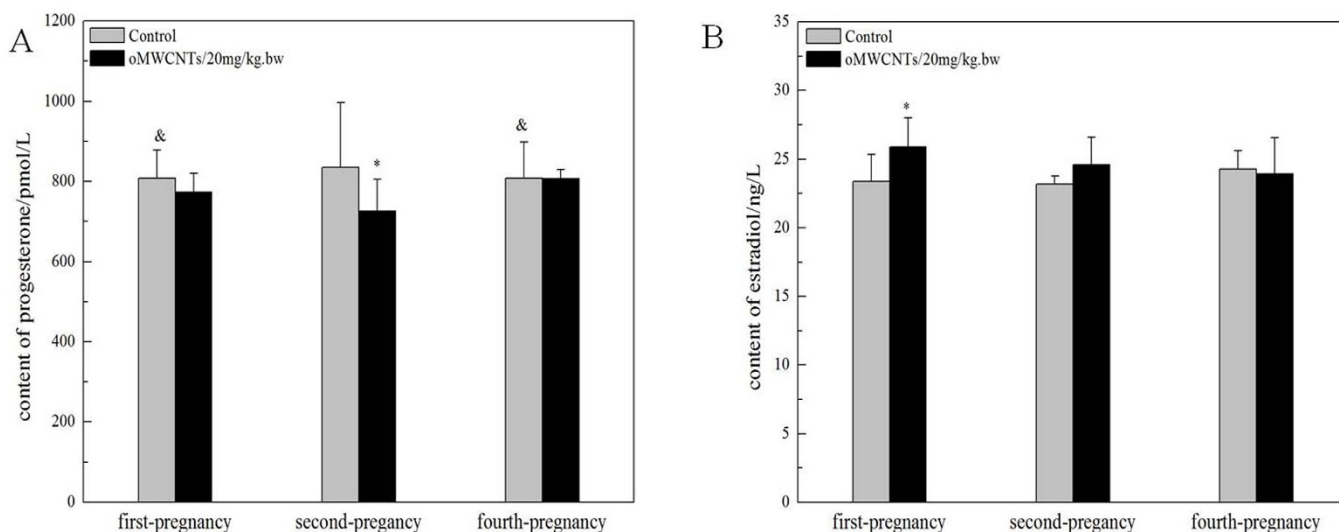 A
Control
oMWCNTs/20mg/kg.bw
content of progesterone/pmol/L
1200
1000
800
600
400
200
0
&
*
&
first-pregnancy
second-pregancy
fourth-pregnancy
B
Control
oMWCNTs/20mg/kg.bw
content of estradiol/ng/L
35
30
25
20
15
10
5
0
*
first-pregnancy
second-pregnancy
fourth-pregnancy